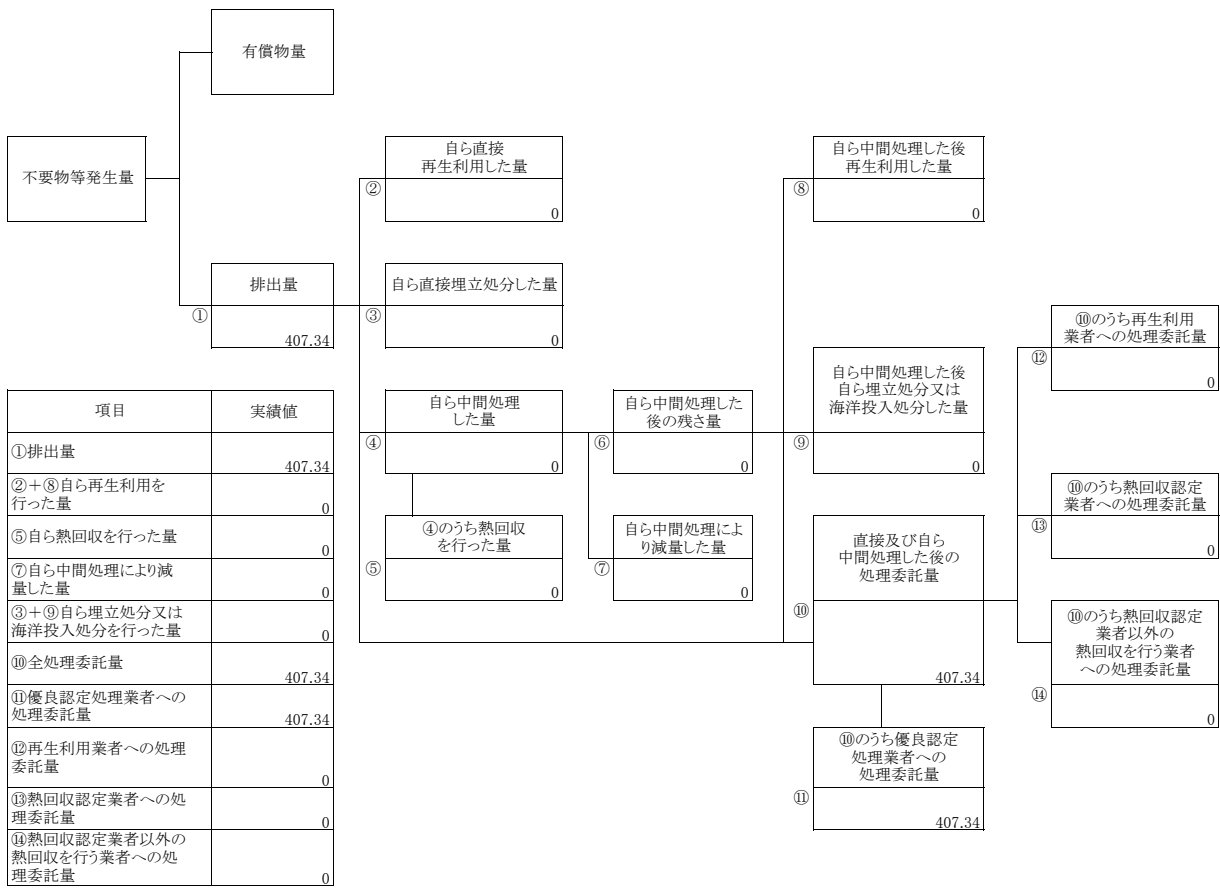 有償物量
不要物等発生量
排出量
①
407.34
自ら直接
再生利用した量
②
0
自ら直接埋立処分した量
③
0
自ら中間処理
した量
④
0
④のうち熱回収
を行った量
⑤
0
自ら中間処理した
後の残さ量
⑥
0
自ら中間処理によ
り減量した量
⑦
0
自ら中間処理した後
再生利用した量
⑧
0
自ら中間処理した後
自ら埋立処分又は
海洋投入処分した量
⑨
0
直接及び自ら
中間処理した後の
処理委託量
⑩
407.34
⑩のうち優良認定
処理業者への
処理委託量
⑪
407.34
⑩のうち再生利用
業者への処理委託量
⑫
0
⑩のうち熱回収認定
業者への処理委託量
⑬
0
⑩のうち熱回収認定
業者以外の
熱回収を行う業者
への処理委託量
⑭
0
項目 実績値
①排出量
407.34
②+⑧自ら再生利用を
行った量
0
⑤自ら熱回収を行った量
0
⑦自ら中間処理により減
量した量
0
③+⑨自ら埋立処分又は
海洋投入処分を行った量
0
⑩全処理委託量
407.34
⑪優良認定処理業者への
処理委託量
407.34
⑫再生利用業者への処理
委託量
0
⑬熱回収認定業者への処
理委託量
0
⑭熱回収認定業者以外の
熱回収を行う業者への処
理委託量
0